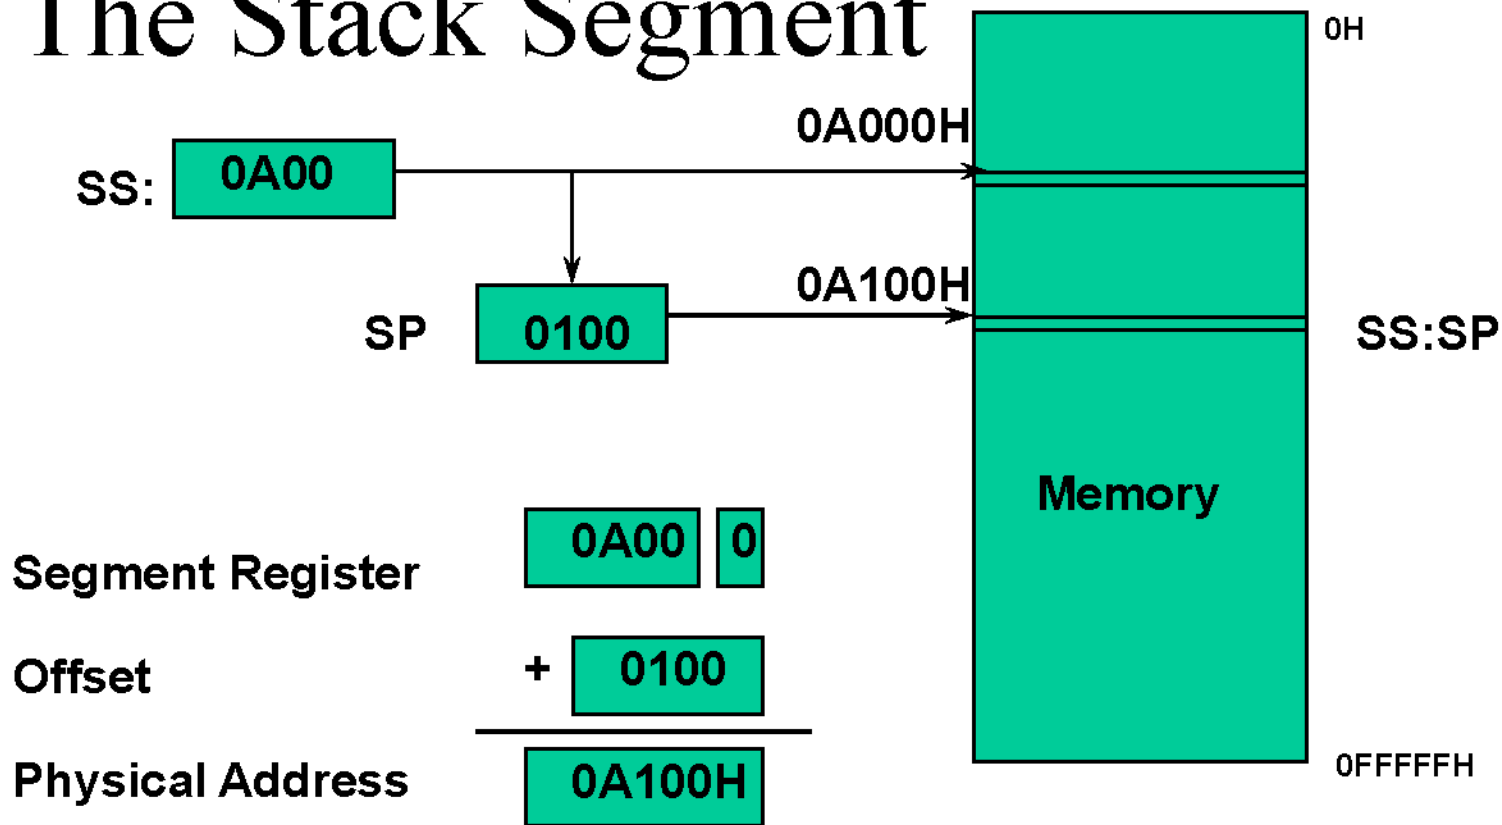 The Stack Segment
0H
0A000H
SS:
0A00
0A100H
SP
0100
SS:SP
Memory
Segment Register
0A00 0
Offset
+ 0100
Physical Address
0A100H
0FFFFFH